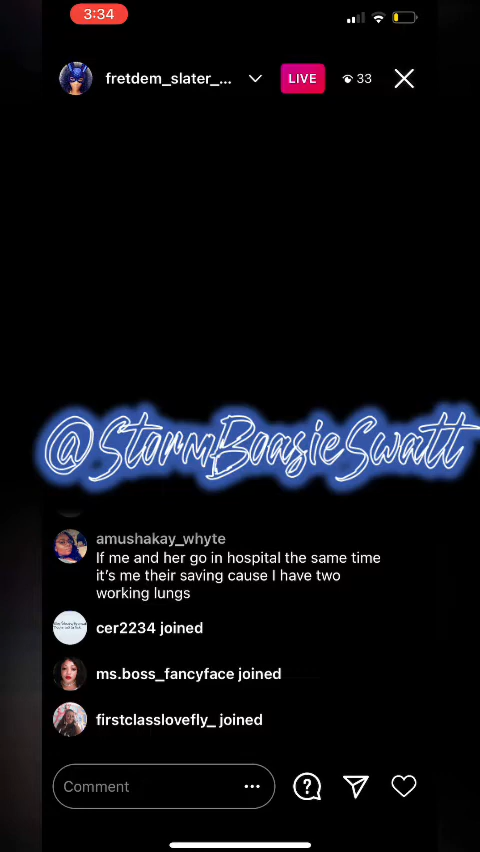 3:34
fretdem_slater_...
LIVE
33
@StormBoasieSwatt
amushakay_whyte
If me and her go in hospital the same time
it's me their saving cause I have two
working lungs
cer2234 joined
ms.boss_fancyface joined
firstclasslovefly_ joined
Comment